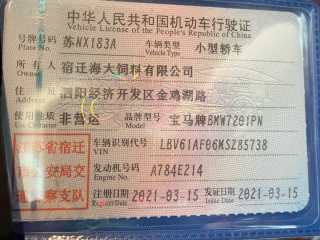 中华人民共和国机动车行驶证
Vehicle License of the People's Republic of China
号牌号码 苏NX183A 车辆类型 小型轿车
Plate No. Vehicle Type
所有人 宿迁海大饲料有限公司
Owner
住址 泗阳经济开发区金鸡湖路
Address
使用性质 非营运 品牌型号 宝马牌BMW7201PN
Use Character Model
江苏省宿迁
市公安局交
通警察支队
车辆识别代号 LBV61AF06MSZ85738
VIN
发动机号码 A784E214
Engine No.
注册日期 2021-03-15 发证日期 2021-03-15
Register Date Issue Date